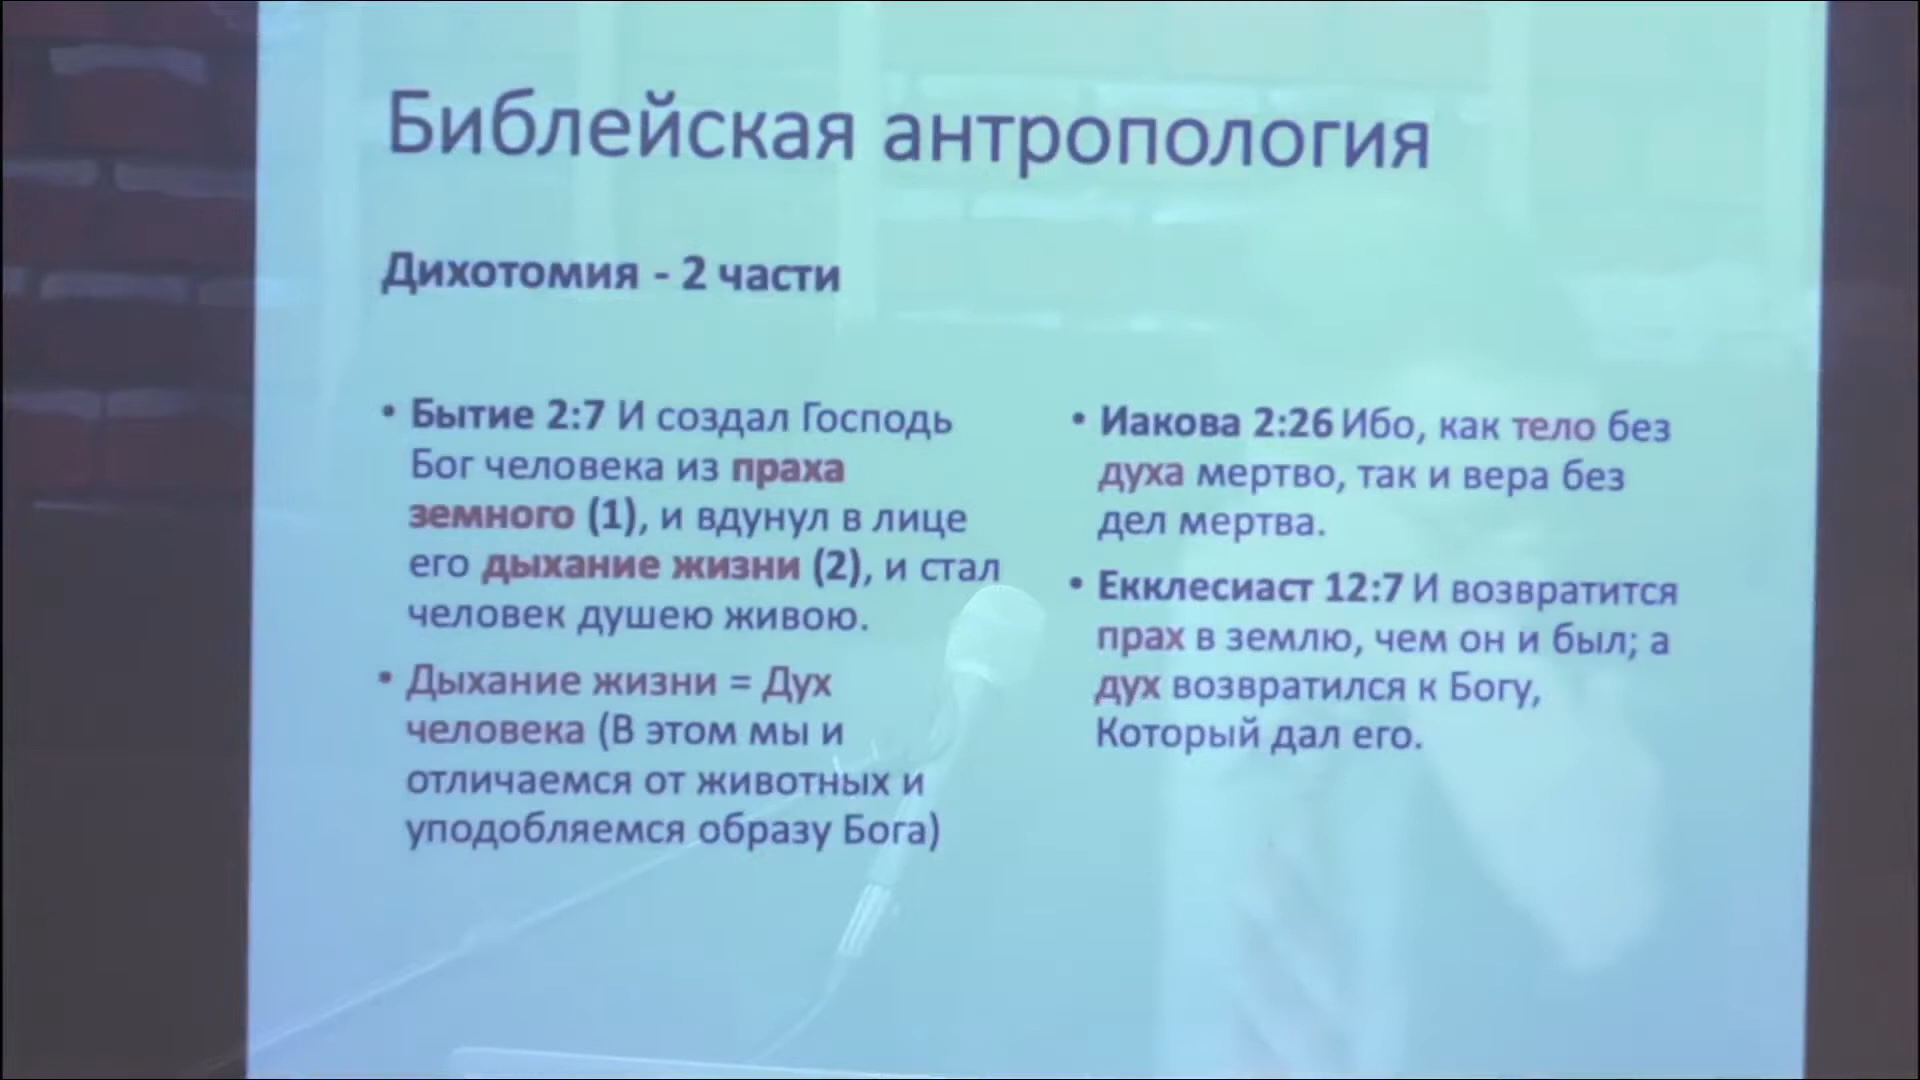 Библейская антропология
Дихотомия - 2 части
• Бытие 2:7 И создал Господь
Бог человека из праха
земного (1), и вдунул в лице
его дыхание жизни (2), и стал
человек душею живою.
• Дыхание жизни = Дух
человека (В этом мы и
отличаемся от животных и
уподобляемся образу Бога)
• Иакова 2:26 Ибо, как тело без
духа мертво, так и вера без
дел мертва.
• Екклесиаст 12:7 И возвратится
прах в землю, чем он и был; а
дух возвратился к Богу,
Который дал его.